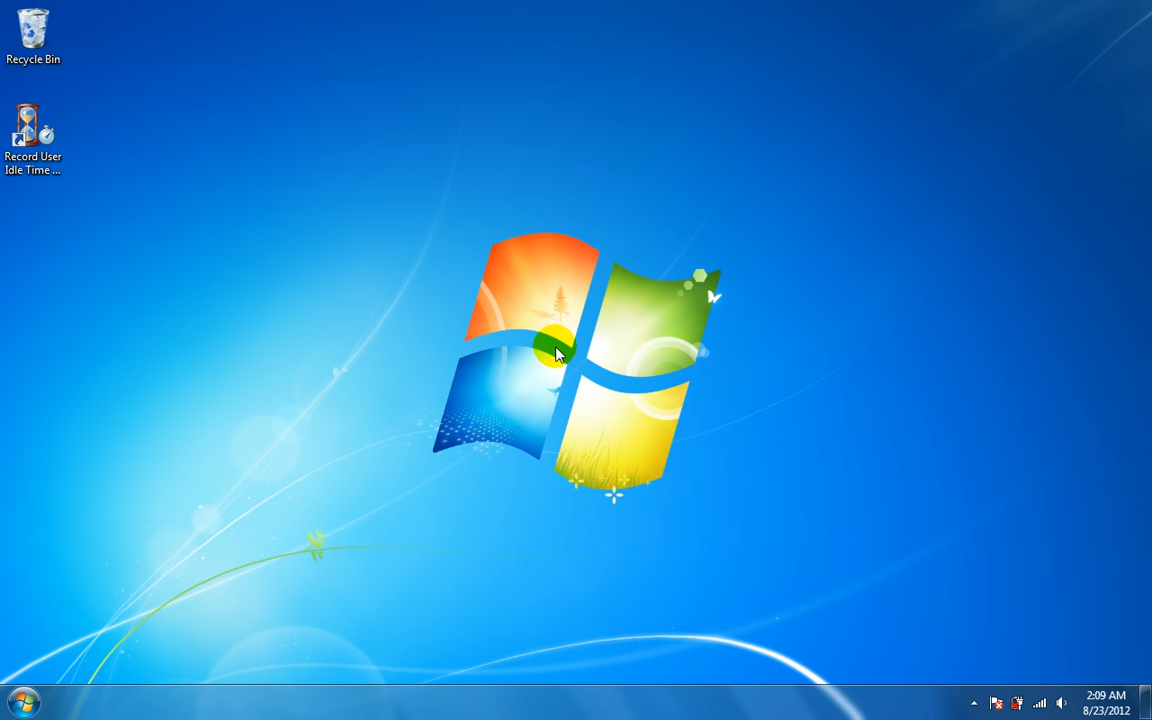 Recycle Bin
Record User
Idle Time ...
2:09 AM
8/23/2012